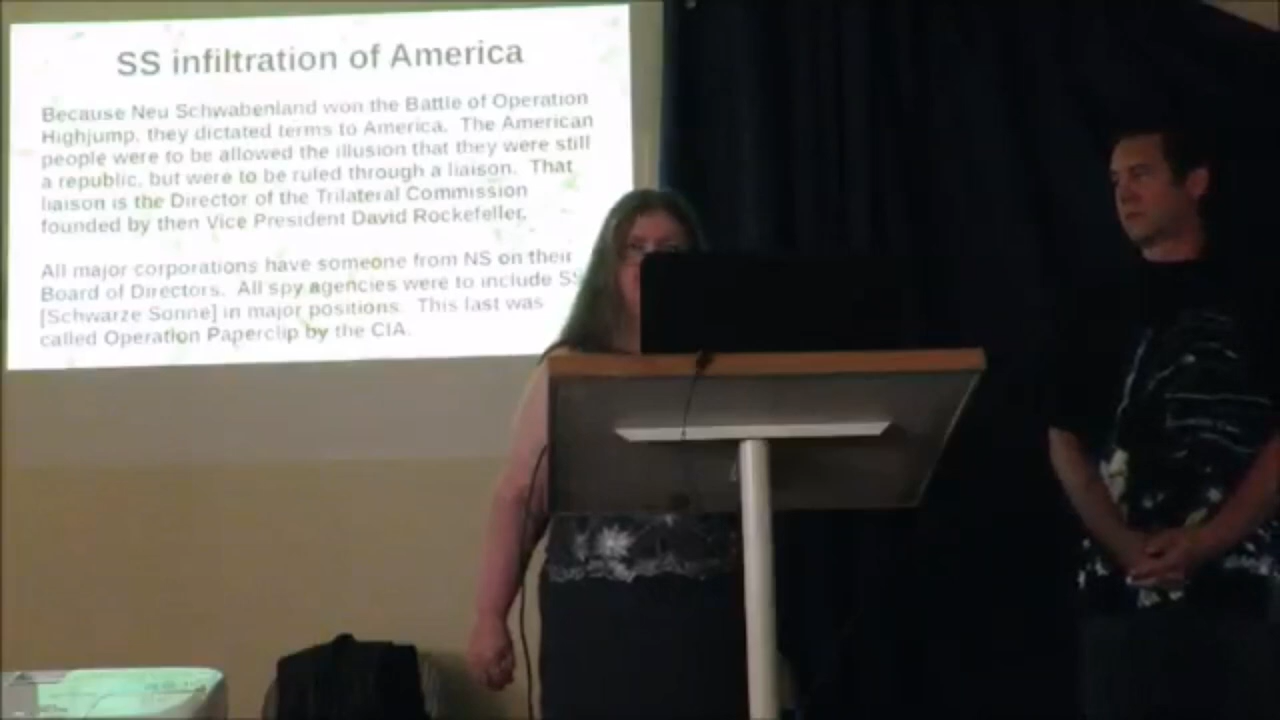 SS infiltration of America
Because Neu Schwabenland won the Battle of Operation
Highjump, they dictated terms to America. The American
people were to be allowed the illusion that they were still
a republic, but were to be ruled through a liaison. That
liaison is the Director of the Trilateral Commission
founded by then Vice President David Rockefeller.
All major corporations have someone from NS on their
Board of Directors. All spy agencies were to include SS
[Schwarze Sonne] in major positions. This last was
called Operation Paperclip by the CIA.